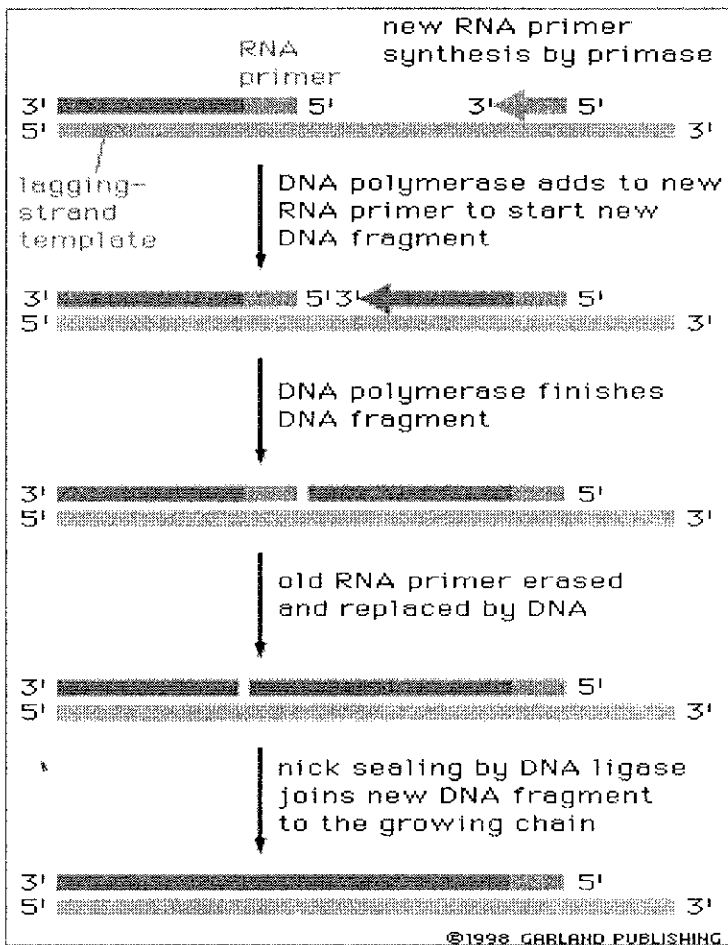 new RNA primer
synthesis by primase
RNA
primer
3' 5' 3' 5'
5' 3'
lagging-
strand
template
DNA polymerase adds to new
RNA primer to start new
DNA fragment
3' 5' 3' 5'
5' 3'
DNA polymerase finishes
DNA fragment
3' 5'
5' 3'
old RNA primer erased
and replaced by DNA
3' 5'
5' 3'
nick sealing by DNA ligase
joins new DNA fragment
to the growing chain
3' 5'
5' 3'
©1998 GARLAND PUBLISHING